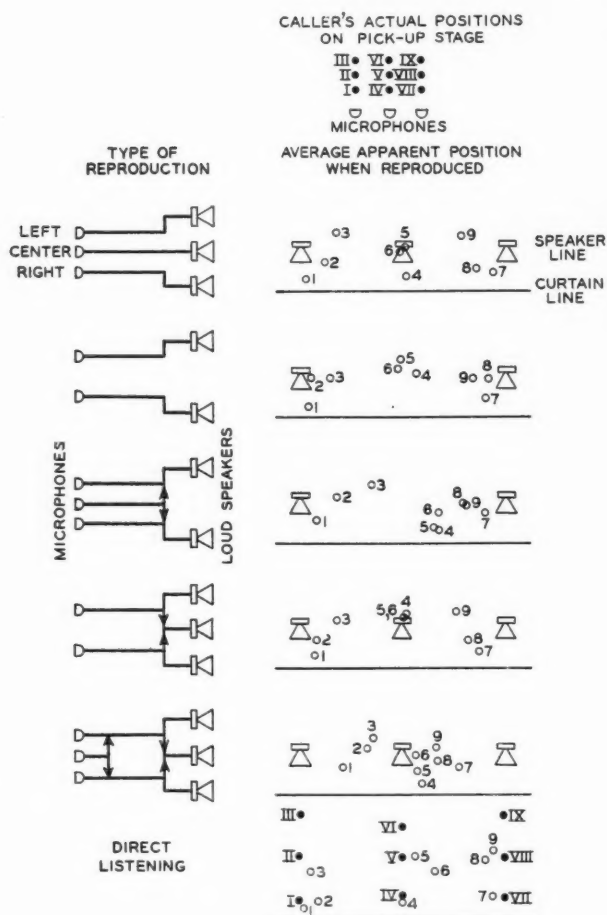 CALLER'S ACTUAL POSITIONS
ON PICK-UP STAGE
III VI IX
II V VIII
I IV VII
MICROPHONES
TYPE OF
REPRODUCTION
AVERAGE APPARENT POSITION
WHEN REPRODUCED
LEFT
CENTER
RIGHT
3 5 9
6 7
2 8 7
1 4
SPEAKER
LINE
CURTAIN
LINE
5
6 4
2 3 9 8
1 7
MICROPHONES
LOUD SPEAKERS
3
2 8 9
6 7
1 5 4
4
3 5,6 9
2 8
1 7
3
2 9
6 8
1 5 7
4
DIRECT
LISTENING
III VI IX
II V 5 9 8 VIII
3 6
I 1 2 IV 4 7 VII